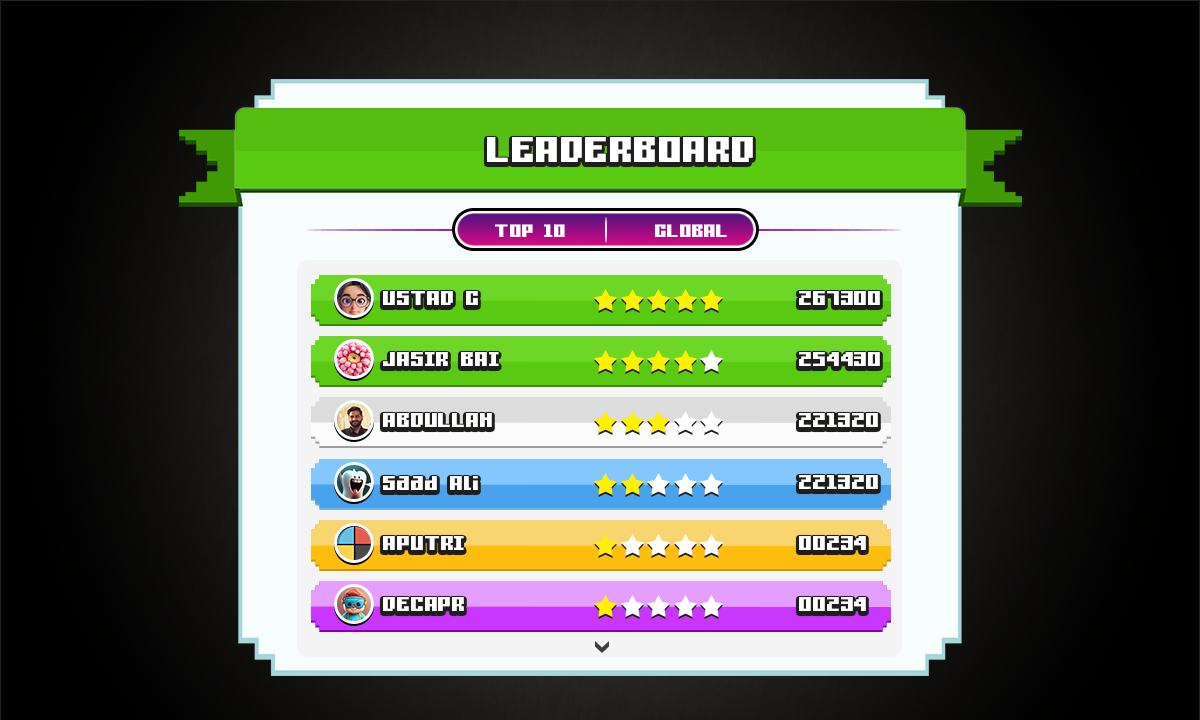 LEADERBOARD
TOP 10 GLOBAL
USTAD G 267300
JASIR BAI 254430
ABDULLAH 221320
Saad Ali 221320
APUTRI 00234
DECAPR 00234